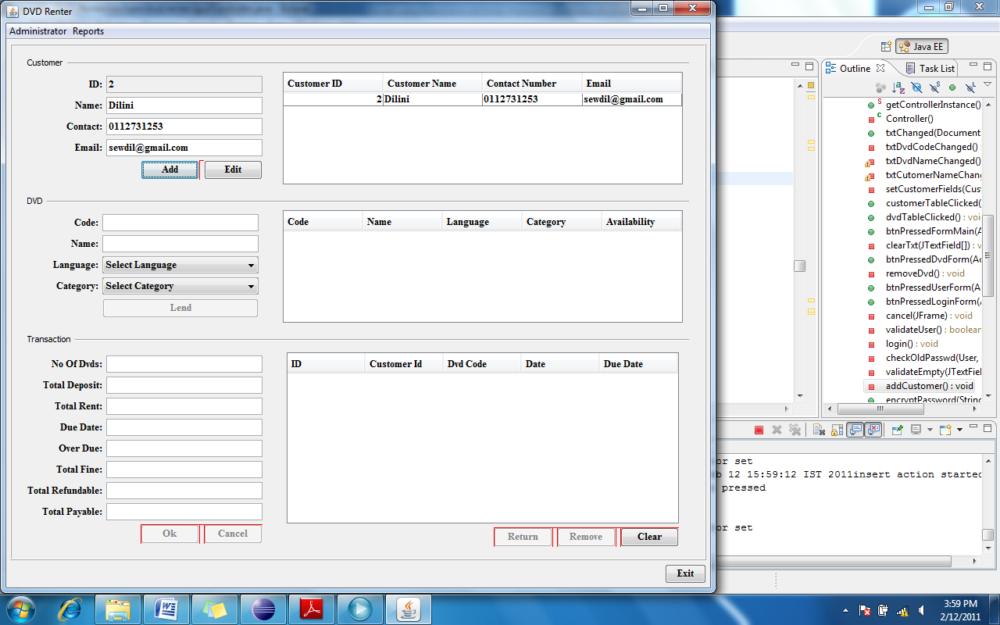 DVD Renter
Administrator Reports
Customer
ID: 2
Name: Dilini
Contact: 0112731253
Email: sewdil@gmail.com
Add Edit
Customer ID Customer Name Contact Number Email
2 Dilini 0112731253 sewdil@gmail.com
DVD
Code:
Name:
Language: Select Language
Category: Select Category
Lend
Code Name Language Category Availability
Transaction
No Of Dvds:
Total Deposit:
Total Rent:
Due Date:
Over Due:
Total Fine:
Total Refundable:
Total Payable:
Ok Cancel
ID Customer Id Dvd Code Date Due Date
Return Remove Clear
Exit
Java EE
Outline Task List
getControllerInstance()
Controller()
txtChanged(Document
txtDvdCodeChanged() :
txtDvdNameChanged()
txtCutomerNameChan
setCustomerFields(Cus
customerTableClicked(
dvdTableClicked() : voi
btnPressedFormMain(A
clearTxt(JTextField[]) : v
btnPressedDvdForm(Ac
removeDvd() : void
btnPressedUserForm(A
btnPressedLoginForm(A
cancel(JFrame) : void
validateUser() : boolean
login() : void
checkOldPasswd(User,
validateEmpty(JTextFiel
addCustomer() : void
encryptPassword(String
or set
b 12 15:59:12 IST 2011insert action started
pressed
or set
3:59 PM
2/12/2011